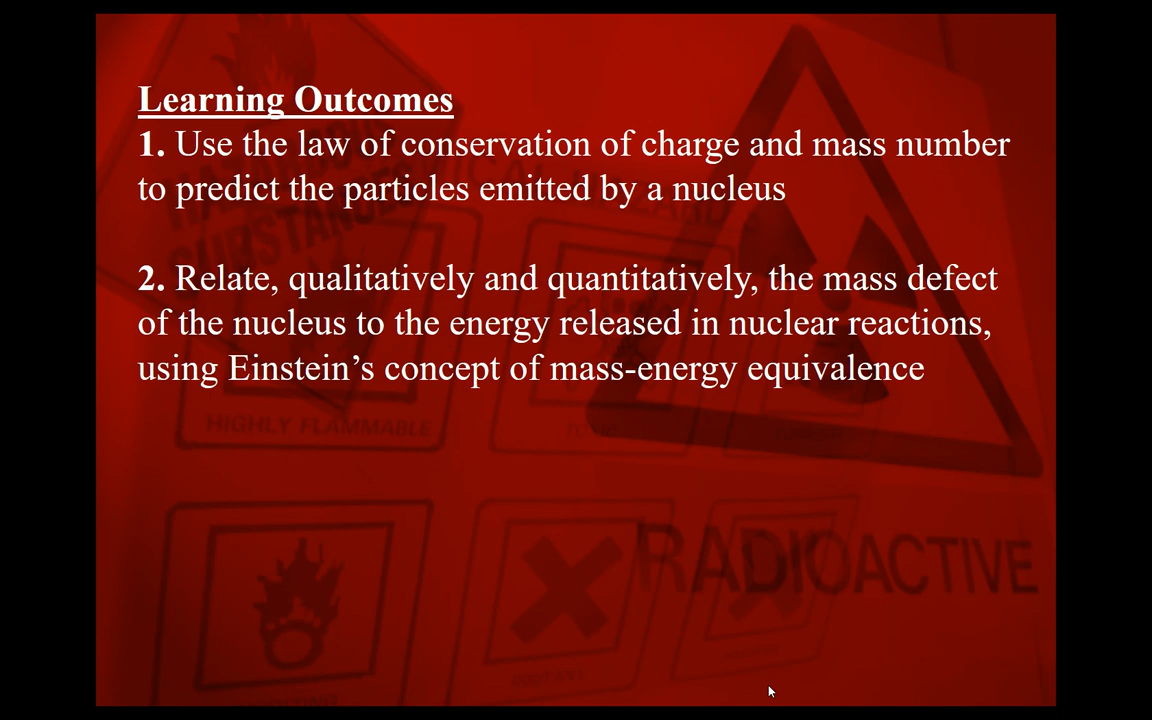 Learning Outcomes
1. Use the law of conservation of charge and mass number
to predict the particles emitted by a nucleus
2. Relate, qualitatively and quantitatively, the mass defect
of the nucleus to the energy released in nuclear reactions,
using Einstein’s concept of mass-energy equivalence
HIGHLY FLAMMABLE
RADIOACTIVE